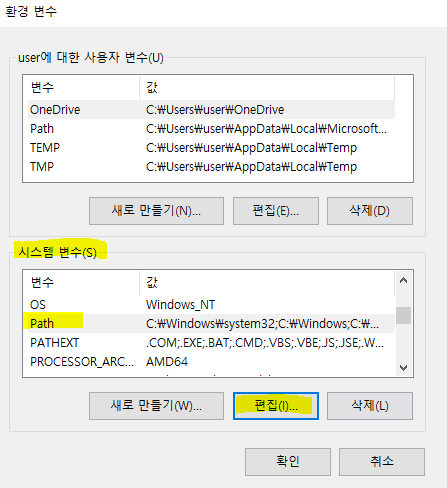 환경 변수
user에 대한 사용자 변수(U)
변수 값
OneDrive C:₩Users₩user₩OneDrive
Path C:₩Users₩user₩AppData₩Local₩Microsoft...
TEMP C:₩Users₩user₩AppData₩Local₩Temp
TMP C:₩Users₩user₩AppData₩Local₩Temp
새로 만들기(N)... 편집(E)... 삭제(D)
시스템 변수(S)
변수 값
OS Windows_NT
Path C:₩Windows₩system32;C:₩Windows;C:₩...
PATHEXT .COM;.EXE;.BAT;.CMD;.VBS;.VBE;.JS;.JSE;.W...
PROCESSOR_ARC... AMD64
새로 만들기(W)... 편집(I)... 삭제(L)
확인 취소